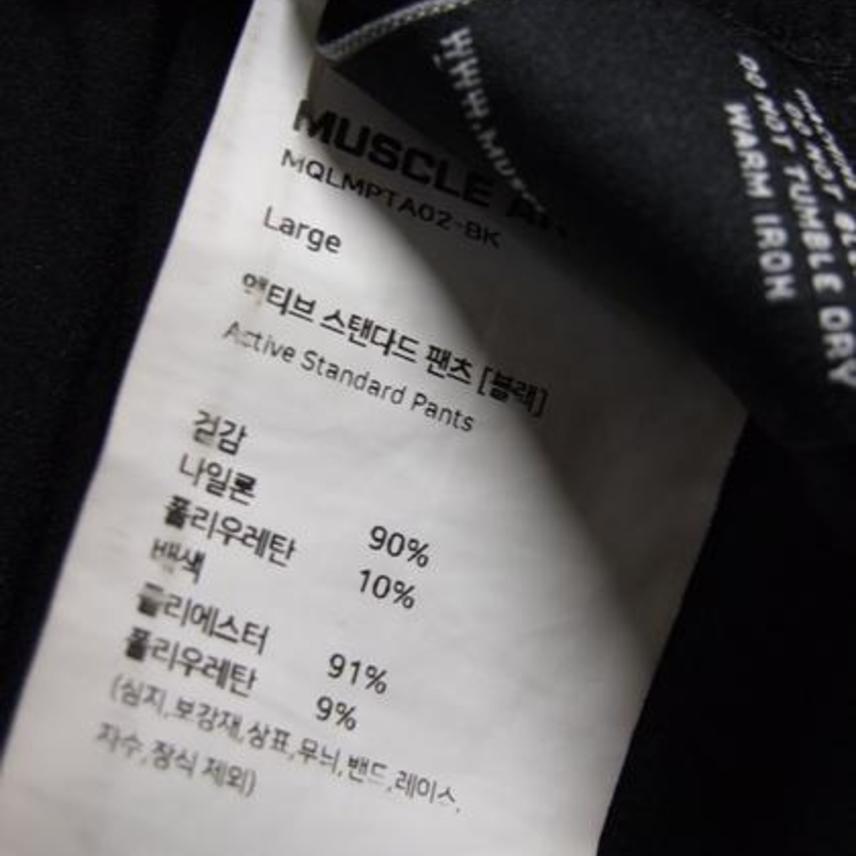 MUSCLE
MQLMPTA02-BK
Large
액티브 스탠다드 팬츠 [블랙]
Active Standard Pants
겉감
나일론 90%
폴리우레탄 10%
배색
폴리에스터 91%
폴리우레탄 9%
(심지,보강재,상표,무늬,밴드,레이스,
자수,장식 제외)
WARM IRON
DO NOT TUMBLE DRY
DO NOT